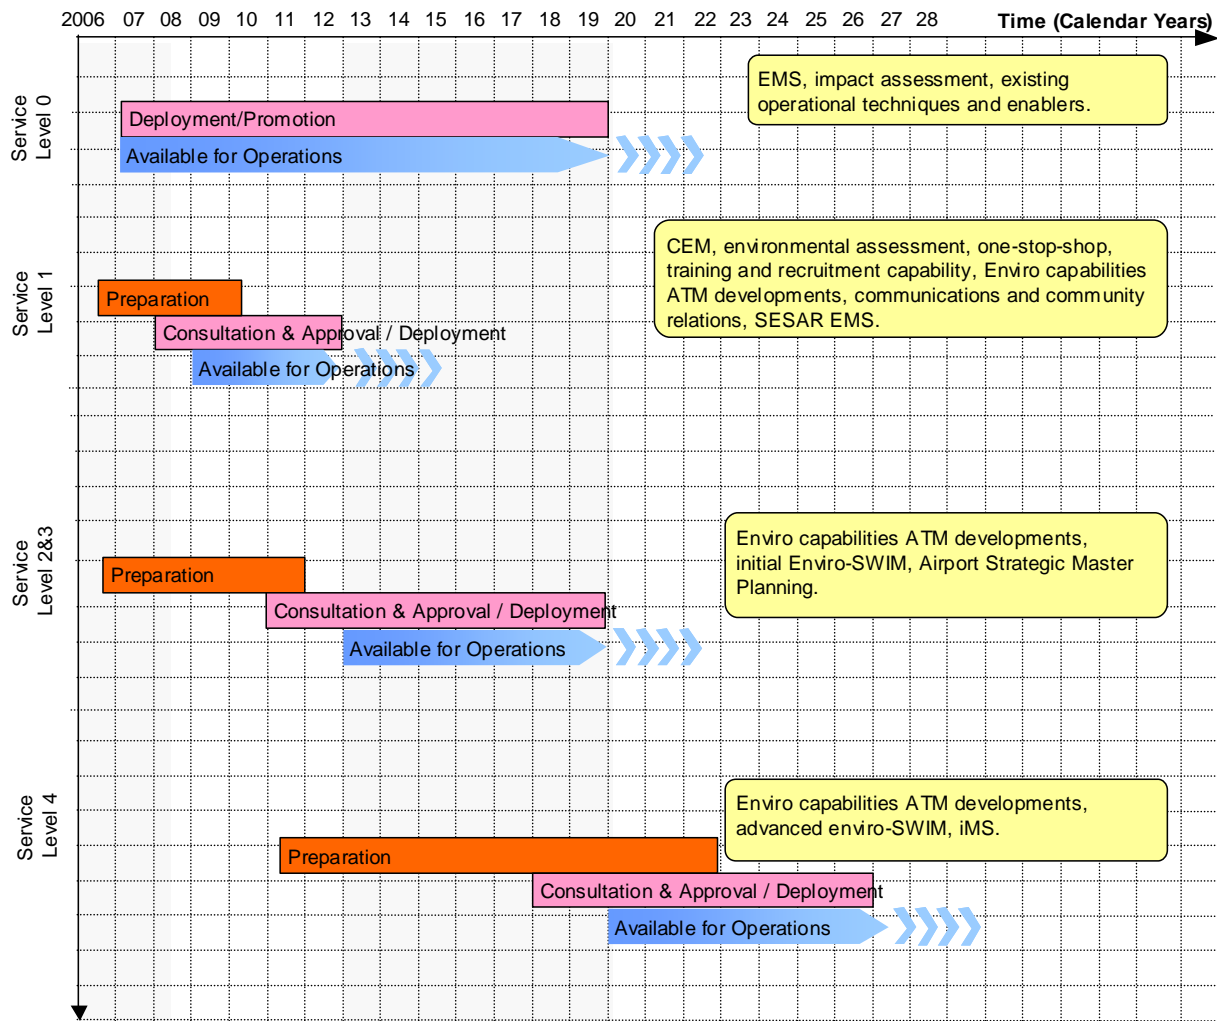 2006 07 08 09 10 11 12 13 14 15 16 17 18 19 20 21 22 23 24 25 26 27 28 Time (Calendar Years)
Service
Level 0
EMS, impact assessment, existing
operational techniques and enablers.
Deployment/Promotion
Available for Operations
Service
Level 1
CEM, environmental assessment, one-stop-shop,
training and recruitment capability, Enviro capabilities
ATM developments, communications and community
relations, SESAR EMS.
Preparation
Consultation & Approval / Deployment
Available for Operations
Service
Level 2&3
Enviro capabilities ATM developments,
initial Enviro-SWIM, Airport Strategic Master
Planning.
Preparation
Consultation & Approval / Deployment
Available for Operations
Service
Level 4
Enviro capabilities ATM developments,
advanced enviro-SWIM, iMS.
Preparation
Consultation & Approval / Deployment
Available for Operations